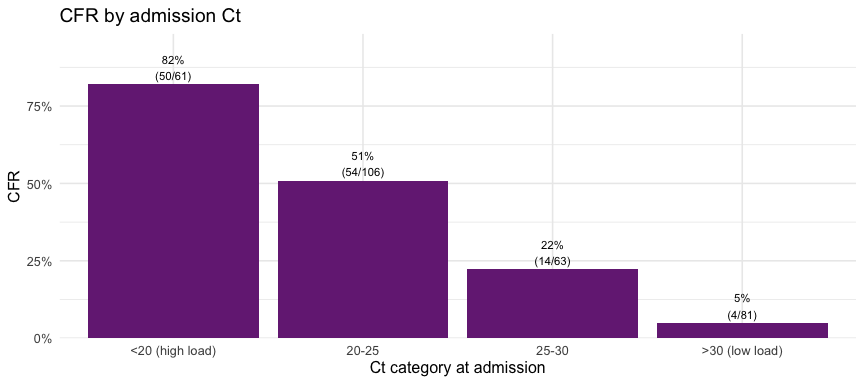 CFR by admission Ct
82%
(50/61)
51%
(54/106)
22%
(14/63)
5%
(4/81)
75%
50%
25%
0%
CFR
<20 (high load)
20-25
25-30
>30 (low load)
Ct category at admission